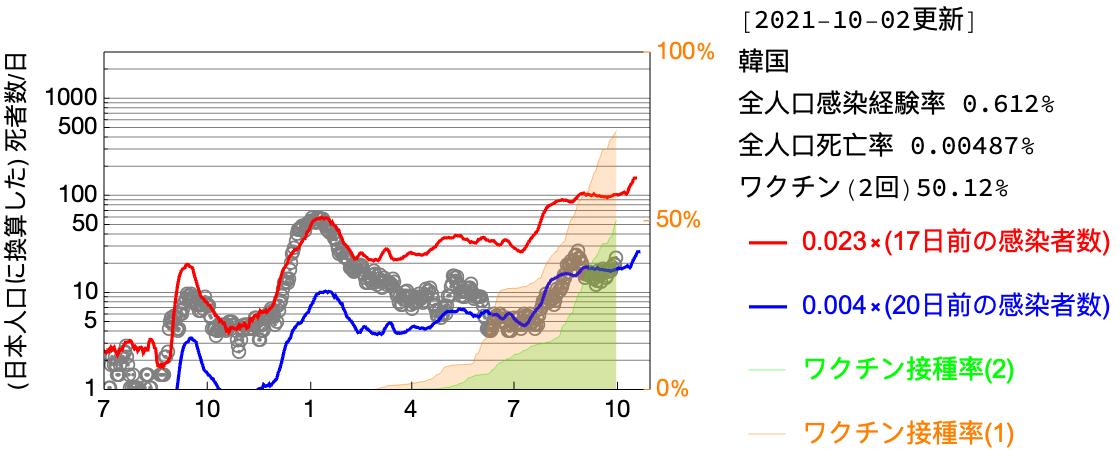 (日本人口に換算した) 死者数/日
1000
500
100
50
10
5
1
7
10
1
4
7
10
100%
50%
0%
[2021-10-02更新]
韓国
全人口感染経験率 0.612%
全人口死亡率 0.00487%
ワクチン(2回)50.12%
0.023×(17日前の感染者数)
0.004×(20日前の感染者数)
ワクチン接種率(2)
ワクチン接種率(1)